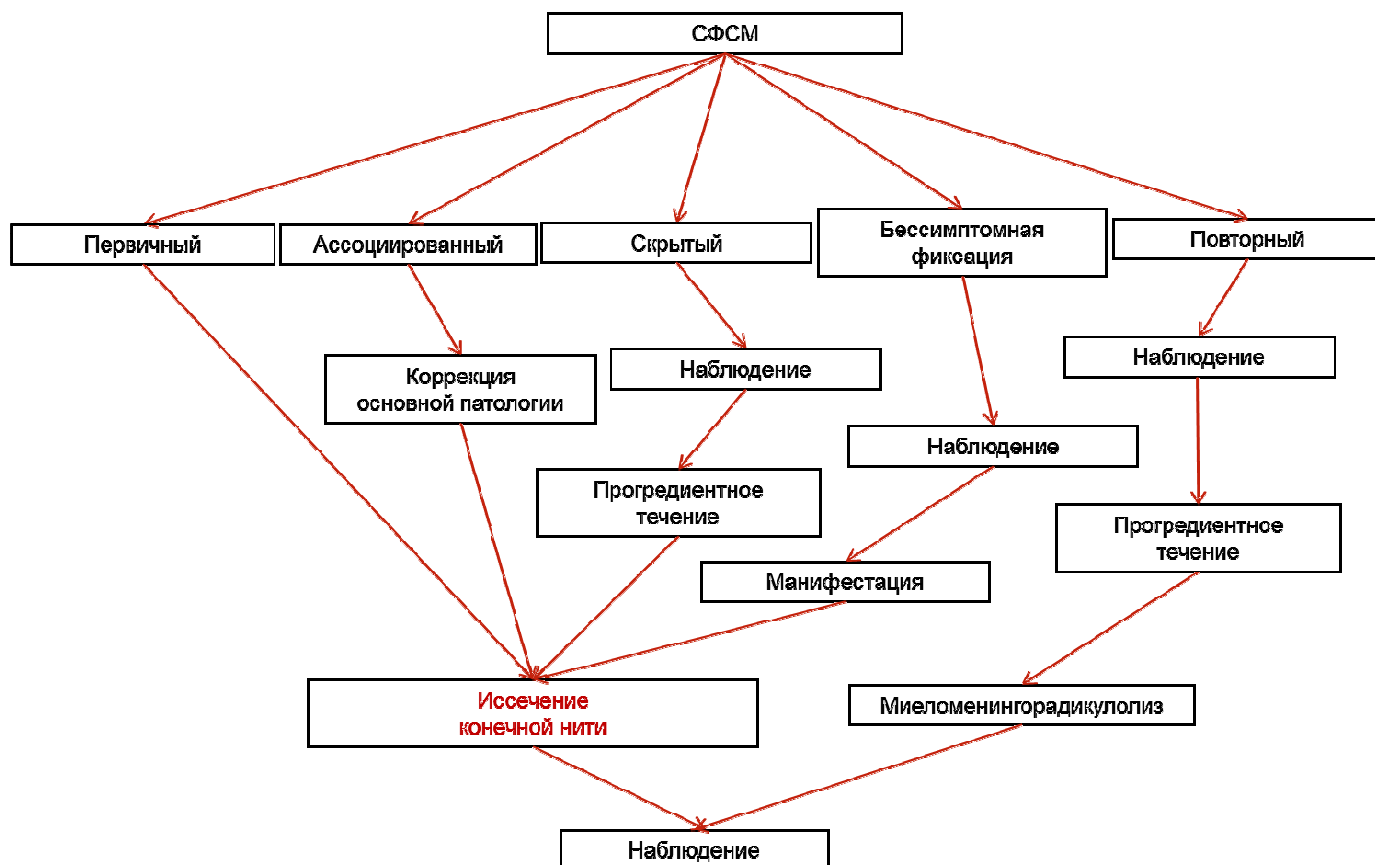 СФСМ
Первичный
Ассоциированный
Скрытый
Бессимптомная
фиксация
Повторный
Коррекция
основной патологии
Наблюдение
Наблюдение
Наблюдение
Прогредиентное
течение
Прогредиентное
течение
Манифестация
Иссечение
конечной нити
Миеломенингорадикулолиз
Наблюдение